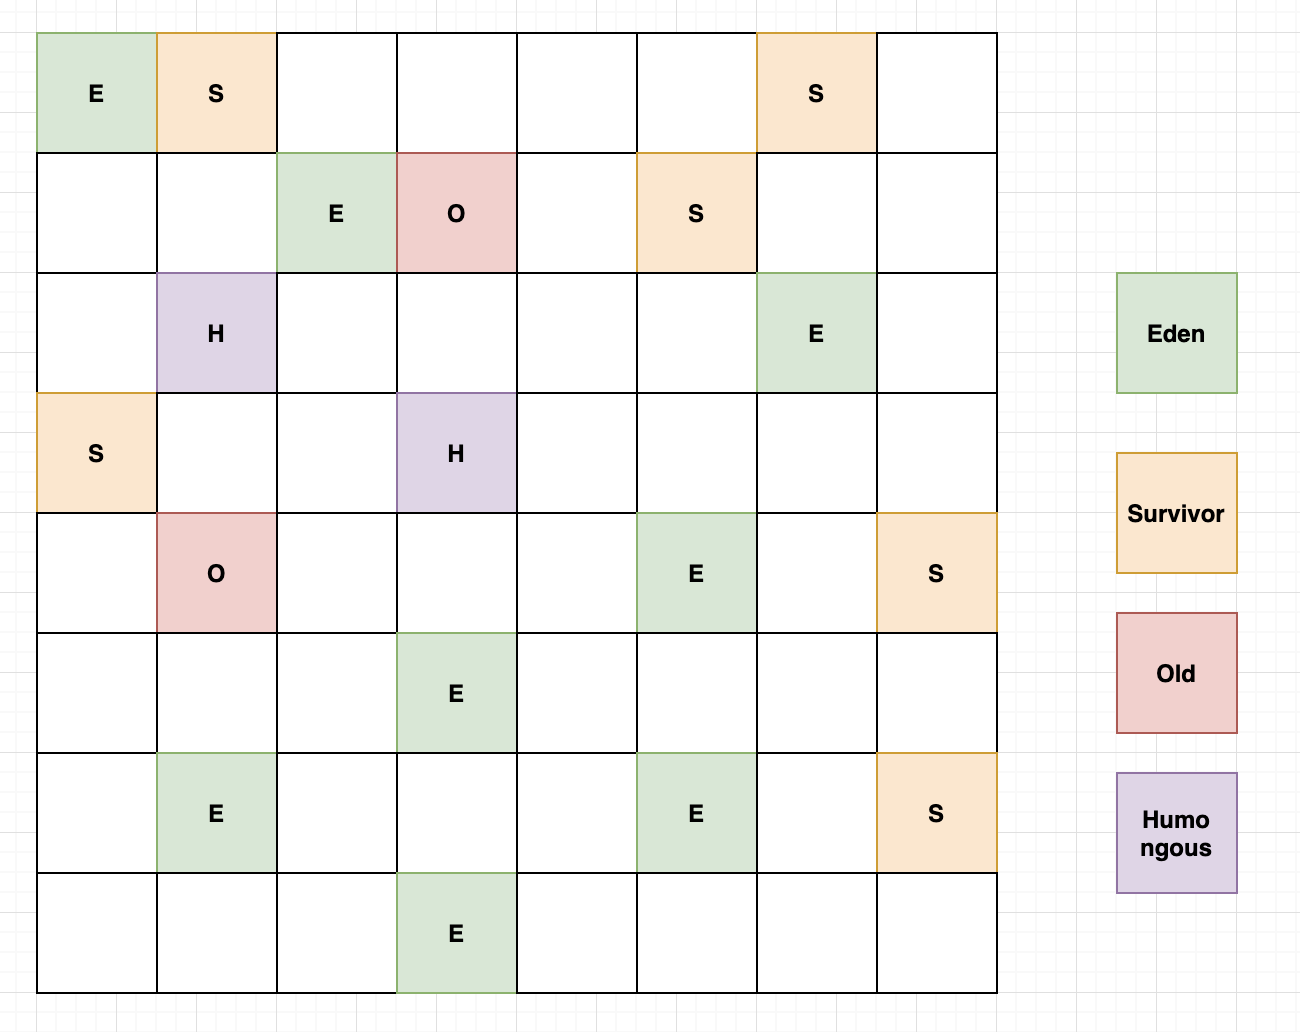 E S S
E O S
H E
Eden
S H
Survivor
O E S
Old
E
E E S
Humo
ngous
E